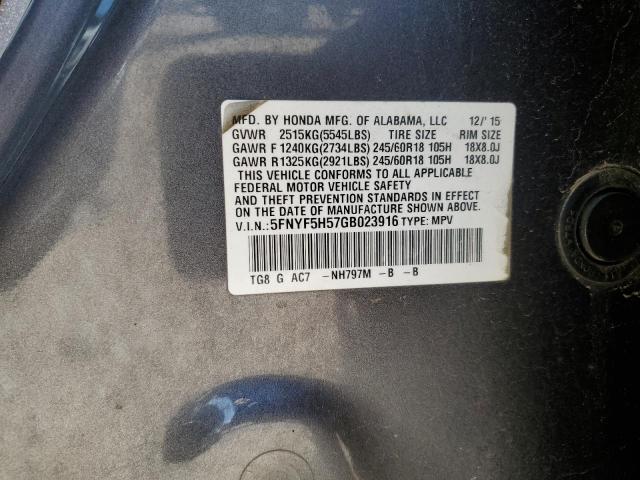 MFD. BY HONDA MFG. OF ALABAMA, LLC 12/'15
GVWR 2515KG(5545LBS) TIRE SIZE RIM SIZE
GAWR F 1240KG(2734LBS) 245/60R18 105H 18X8.0J
GAWR R 1325KG(2921LBS) 245/60R18 105H 18X8.0J
THIS VEHICLE CONFORMS TO ALL APPLICABLE
FEDERAL MOTOR VEHICLE SAFETY
AND THEFT PREVENTION STANDARDS IN EFFECT
ON THE DATE OF MANUFACTURE SHOWN ABOVE.
V.I.N.: 5FNYF5H57GB023916 TYPE: MPV
TG8 G AC7 -NH797M -B -B